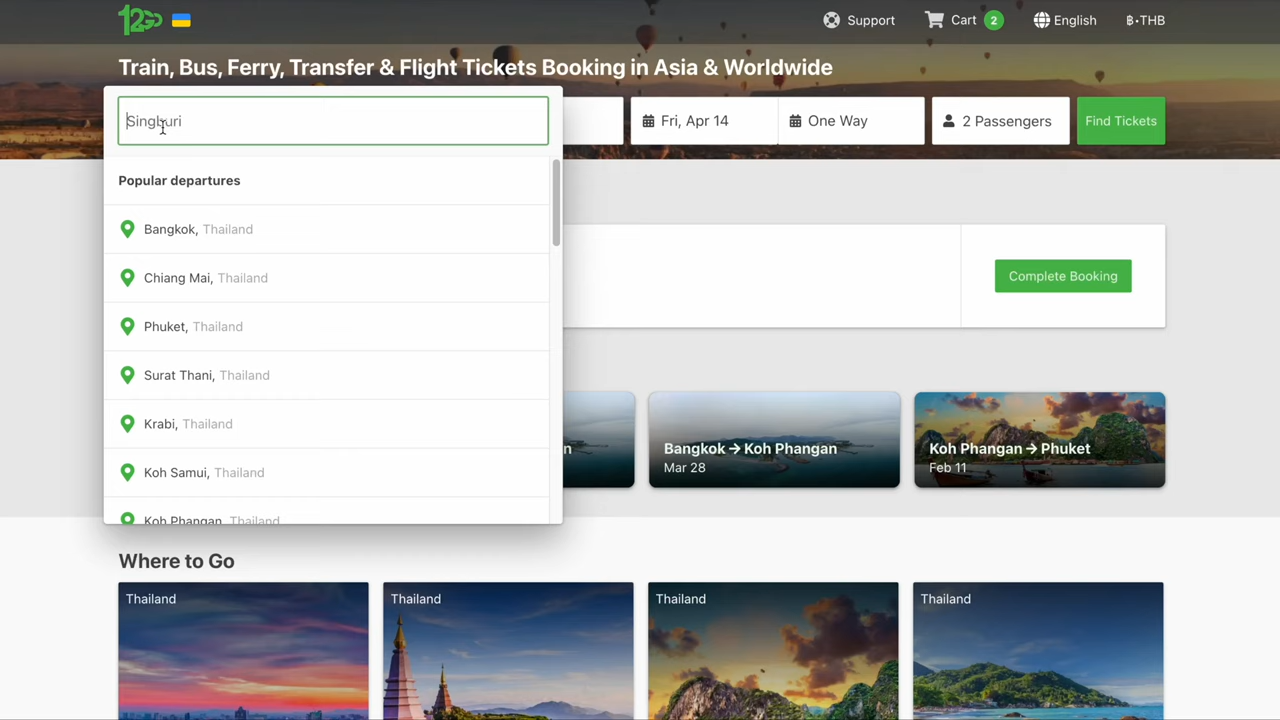 12GO
Support
Cart 2
English
฿•THB
Train, Bus, Ferry, Transfer & Flight Tickets Booking in Asia & Worldwide
Singburi
Fri, Apr 14
One Way
2 Passengers
Find Tickets
Popular departures
Bangkok, Thailand
Chiang Mai, Thailand
Phuket, Thailand
Surat Thani, Thailand
Krabi, Thailand
Koh Samui, Thailand
Koh Phangan, Thailand
Complete Booking
n
Bangkok → Koh Phangan
Mar 28
Koh Phangan → Phuket
Feb 11
Where to Go
Thailand
Thailand
Thailand
Thailand